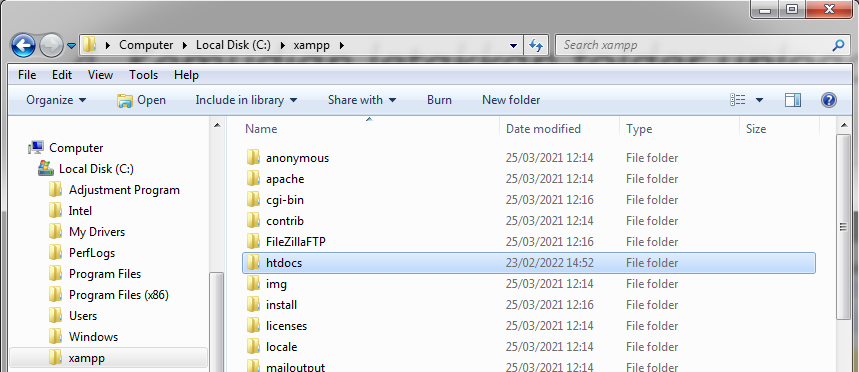 Computer ▸ Local Disk (C:) ▸ xampp ▸
Search xampp
File Edit View Tools Help
Organize Open Include in library Share with Burn New folder
Name Date modified Type Size
Computer
Local Disk (C:)
Adjustment Program
Intel
My Drivers
PerfLogs
Program Files
Program Files (x86)
Users
Windows
xampp
anonymous 25/03/2021 12:14 File folder
apache 25/03/2021 12:14 File folder
cgi-bin 25/03/2021 12:16 File folder
contrib 25/03/2021 12:14 File folder
FileZillaFTP 25/03/2021 12:16 File folder
htdocs 23/02/2022 14:52 File folder
img 25/03/2021 12:14 File folder
install 25/03/2021 12:16 File folder
licenses 25/03/2021 12:14 File folder
locale 25/03/2021 12:14 File folder
mailoutput 25/03/2021 12:14 File folder